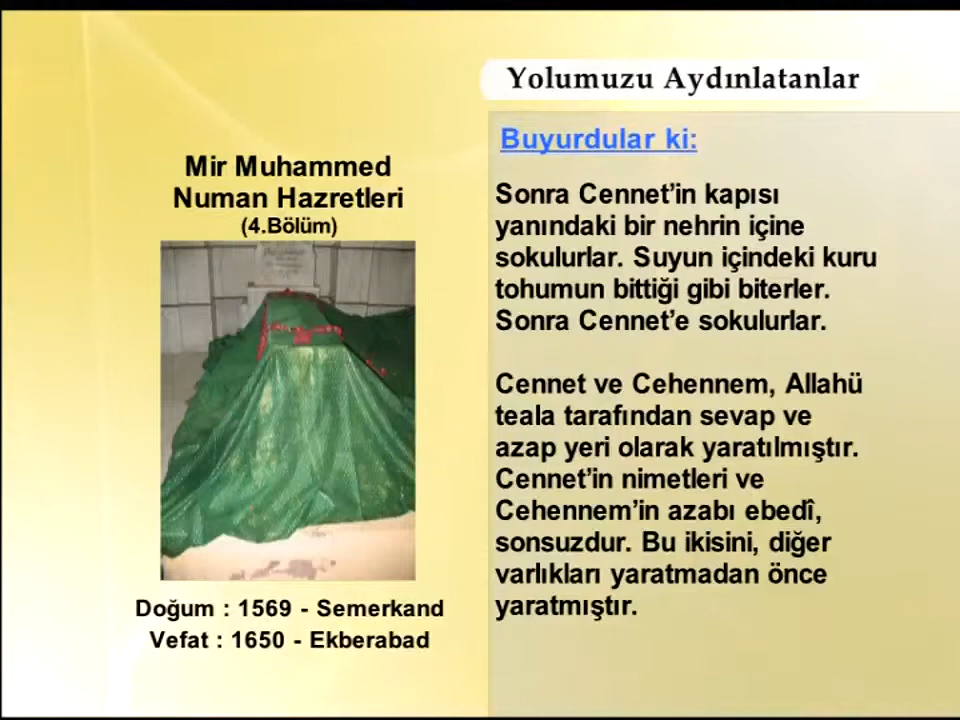 Yolumuzu Aydınlatanlar
Mir Muhammed
Numan Hazretleri
(4.Bölüm)
Doğum : 1569 - Semerkand
Vefat : 1650 - Ekberabad
Buyurdular ki:
Sonra Cennet’in kapısı
yanındaki bir nehrin içine
sokulurlar. Suyun içindeki kuru
tohumun bittiği gibi biterler.
Sonra Cennet’e sokulurlar.
Cennet ve Cehennem, Allahü
teala tarafından sevap ve
azap yeri olarak yaratılmıştır.
Cennet’in nimetleri ve
Cehennem’in azabı ebedî,
sonsuzdur. Bu ikisini, diğer
varlıkları yaratmadan önce
yaratmıştır.